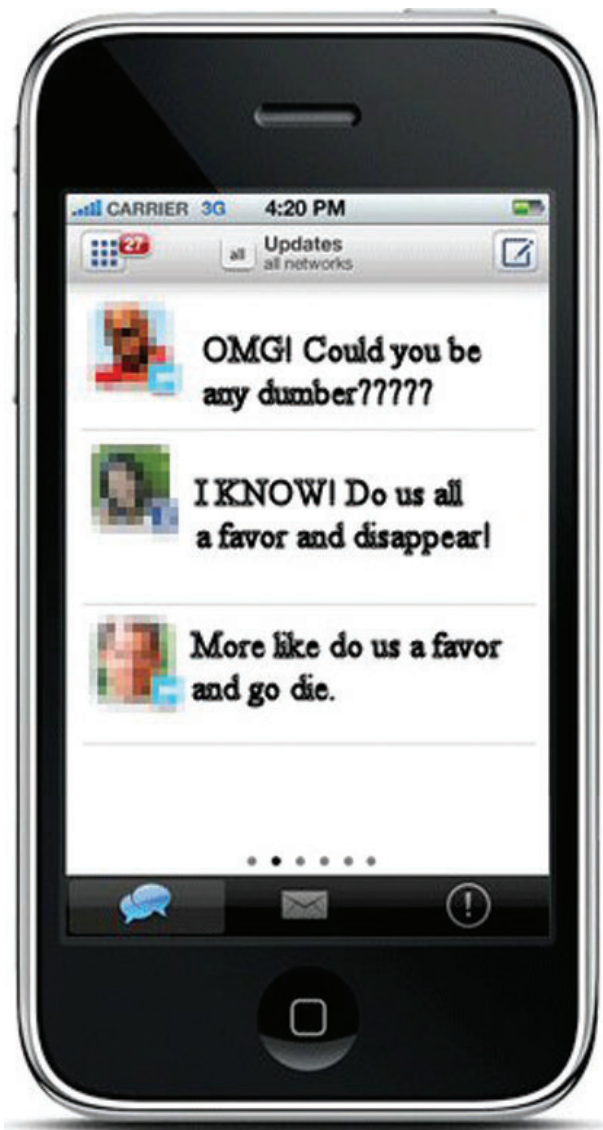 CARRIER 3G 4:20 PM
27
all
Updates
all networks
OMG! Could you be
any dumber?????
I KNOW! Do us all
a favor and disappear!
More like do us a favor
and go die.